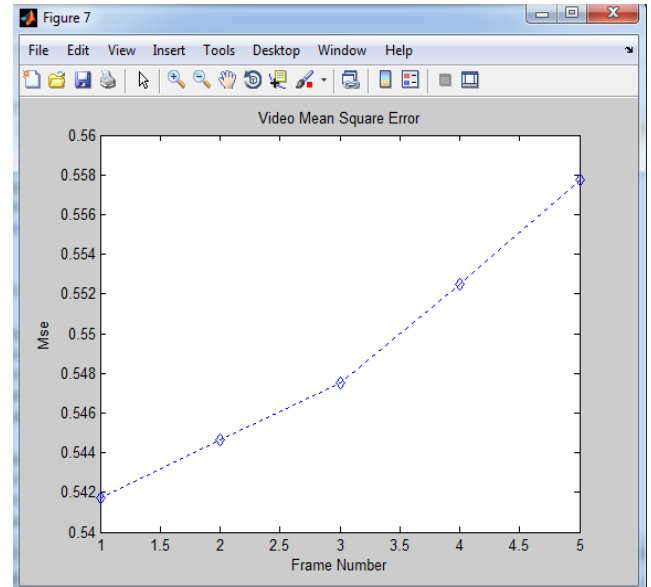 Figure 7
File Edit View Insert Tools Desktop Window Help
Video Mean Square Error
0.56
0.558
0.556
0.554
0.552
0.55
0.548
0.546
0.544
0.542
0.54
Mse
1 1.5 2 2.5 3 3.5 4 4.5 5
Frame Number